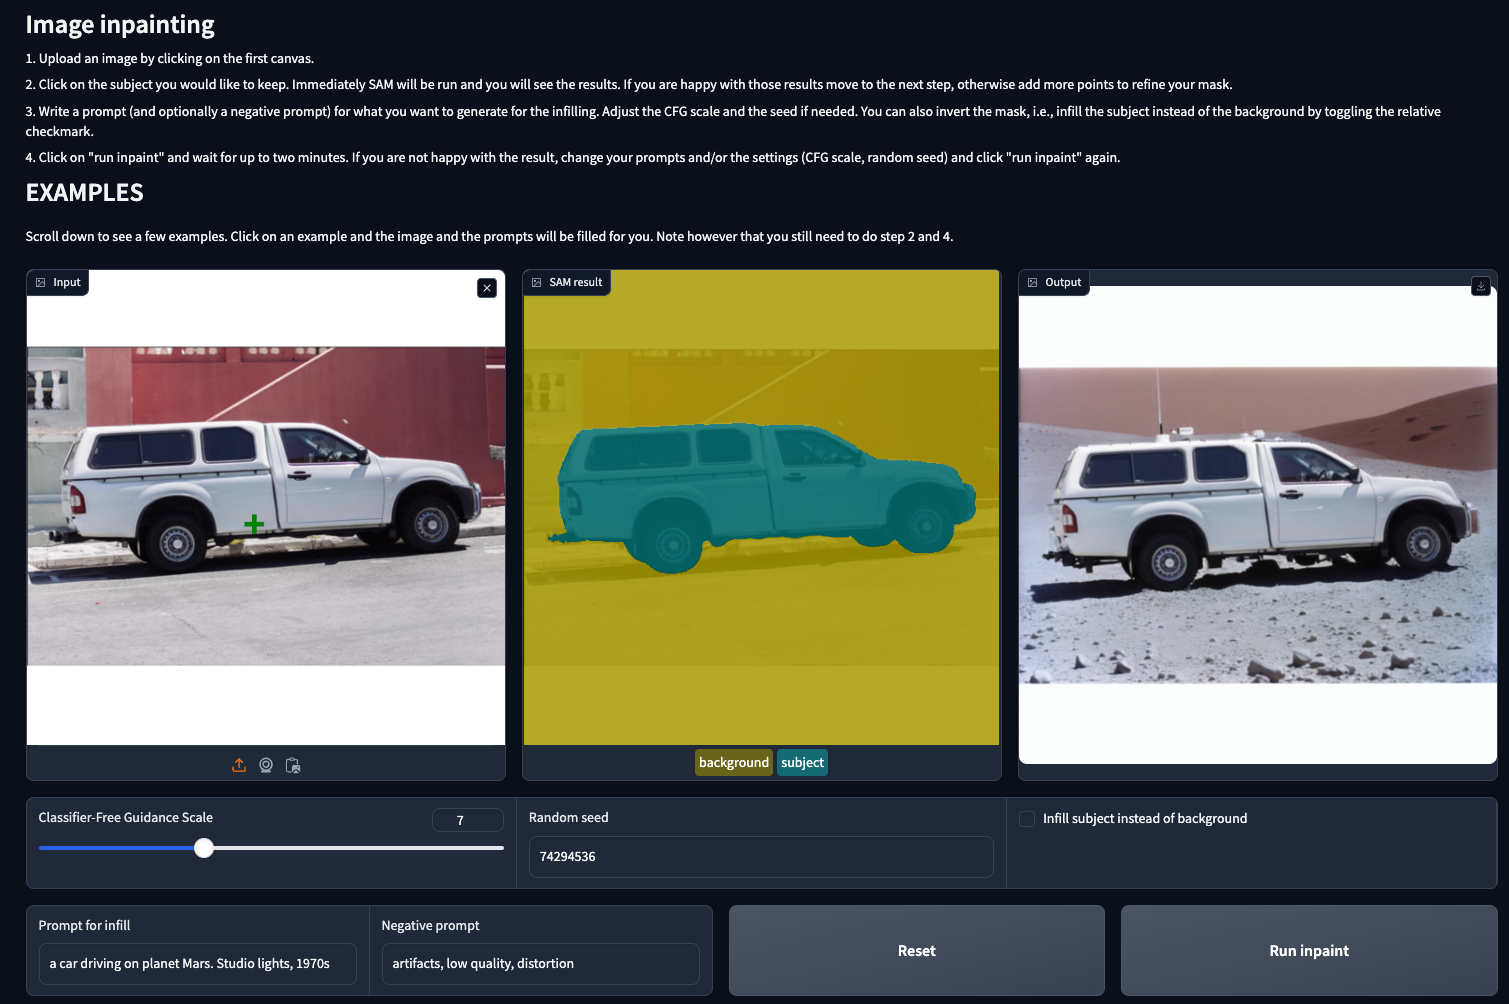 Image inpainting
1. Upload an image by clicking on the first canvas.
2. Click on the subject you would like to keep. Immediately SAM will be run and you will see the results. If you are happy with those results move to the next step, otherwise add more points to refine your mask.
3. Write a prompt (and optionally a negative prompt) for what you want to generate for the infilling. Adjust the CFG scale and the seed if needed. You can also invert the mask, i.e., infill the subject instead of the background by toggling the relative
checkmark.
4. Click on "run inpaint" and wait for up to two minutes. If you are not happy with the result, change your prompts and/or the settings (CFG scale, random seed) and click "run inpaint" again.
EXAMPLES
Scroll down to see a few examples. Click on an example and the image and the prompts will be filled for you. Note however that you still need to do step 2 and 4.
Input
SAM result
Output
background
subject
Classifier-Free Guidance Scale
7
Random seed
74294536
Infill subject instead of background
Prompt for infill
a car driving on planet Mars. Studio lights, 1970s
Negative prompt
artifacts, low quality, distortion
Reset
Run inpaint